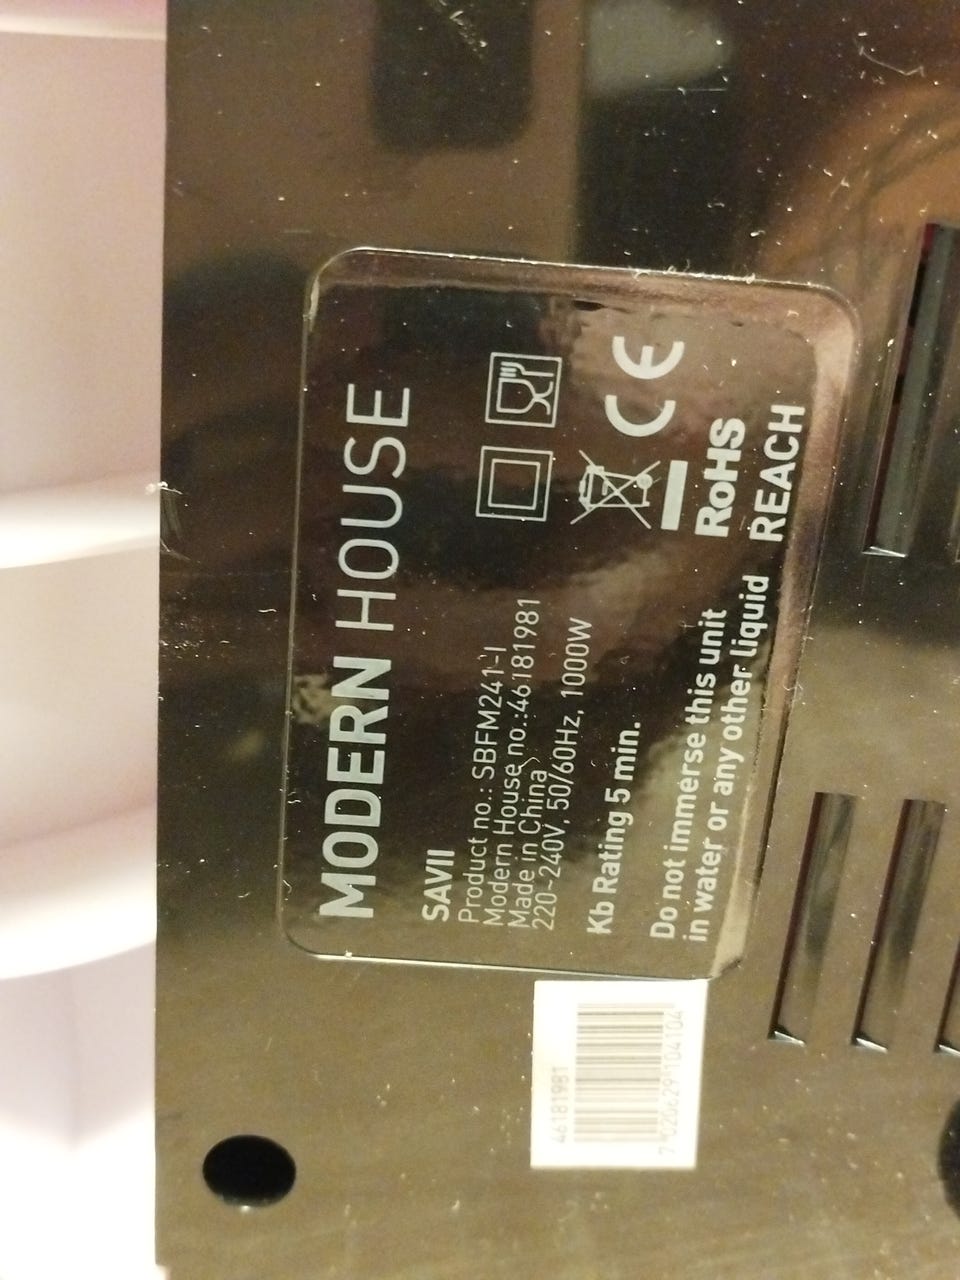 MODERN HOUSE
SAVII
Product no.: SBFM241-I
Modern House no.:46181981
Made in China
220~240V, 50/60Hz, 1000W
Kb Rating 5 min.
Do not immerse this unit
in water or any other liquid
CE
RoHS
REACH
46181981
7020629104104